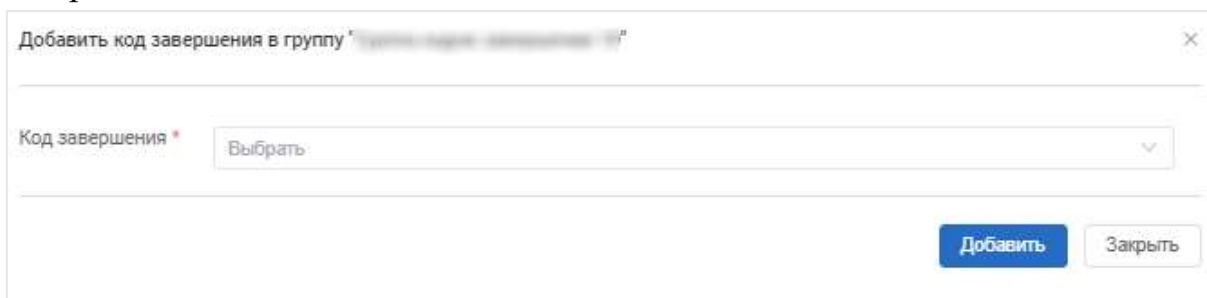 Добавить код завершения в группу "
Код завершения *
Выбрать
Добавить
Закрыть